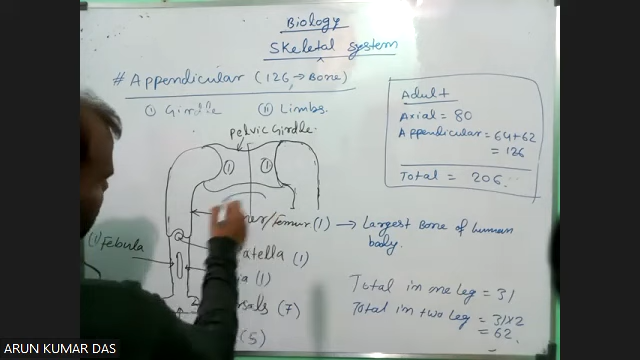 Biology
Skeletal system
# Appendicular (126 → Bone)
(i) Girdle (ii) Limbs.
Pelvic Girdle.
(1) (1)
/Femur (1) → Largest Bone of human
body.
(1) Febula
atella (1)
ia (1)
rsals (7)
(5)
Adult
Axial = 80
Appendicular = 64+62
= 126
Total = 206
Total in one leg = 31
Total in two leg = 31×2
= 62
ARUN KUMAR DAS